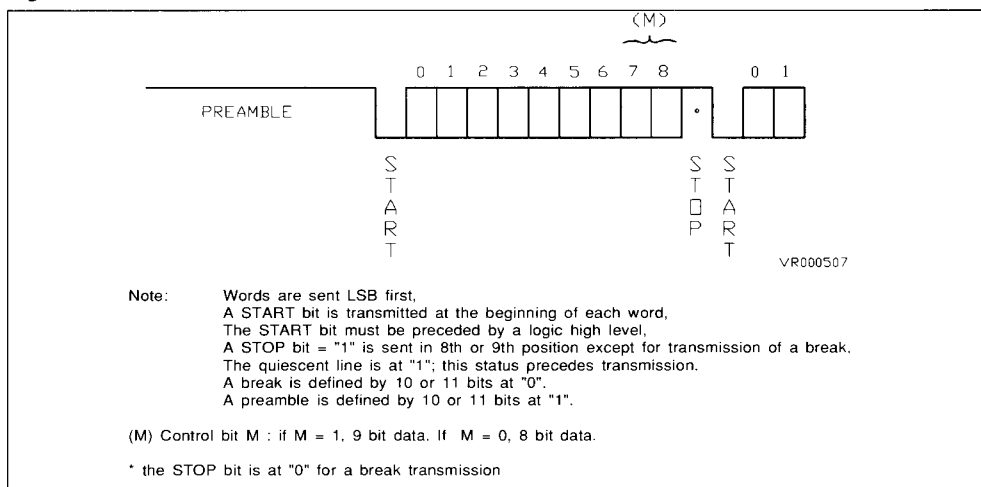 (M)
0 1 2 3 4 5 6 7 8 0 1
PREAMBLE
START
STOP
START
VR000507
Note: Words are sent LSB first,
A START bit is transmitted at the beginning of each word,
The START bit must be preceded by a logic high level,
A STOP bit = "1" is sent in 8th or 9th position except for transmission of a break.
The quiescent line is at "1"; this status precedes transmission.
A break is defined by 10 or 11 bits at "0".
A preamble is defined by 10 or 11 bits at "1".
(M) Control bit M : if M = 1, 9 bit data. If M = 0, 8 bit data.
* the STOP bit is at "0" for a break transmission